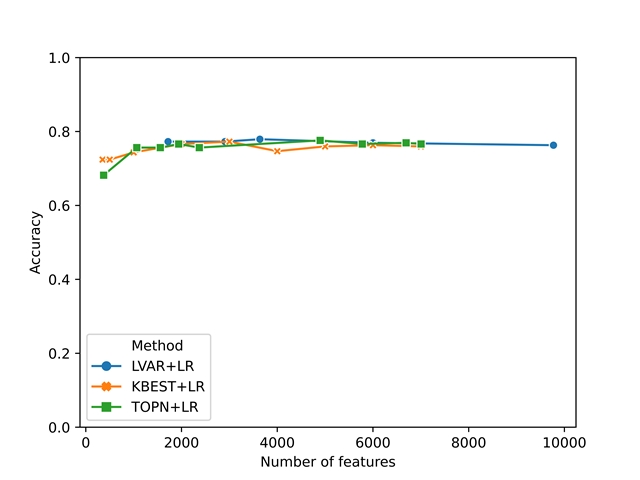 1.0
0.8
0.6
0.4
0.2
0.0
Accuracy
Method
LVAR+LR
KBEST+LR
TOPN+LR
0 2000 4000 6000 8000 10000
Number of features